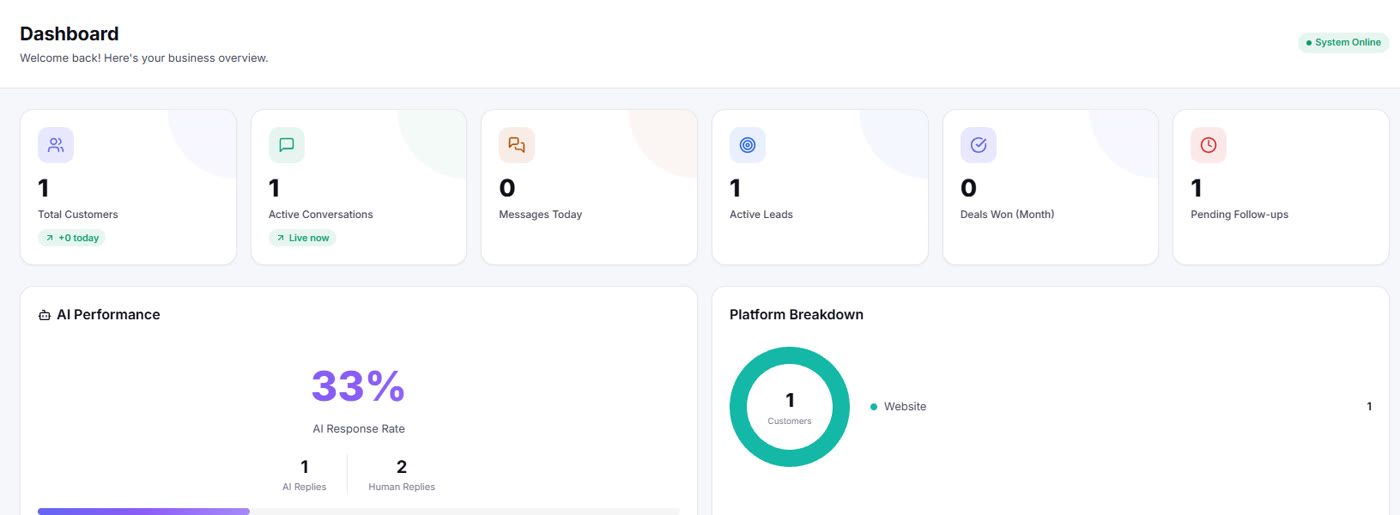 Dashboard
Welcome back! Here's your business overview.
System Online
1
Total Customers
+0 today
1
Active Conversations
Live now
0
Messages Today
1
Active Leads
0
Deals Won (Month)
1
Pending Follow-ups
AI Performance
33%
AI Response Rate
1
AI Replies
2
Human Replies
Platform Breakdown
1
Customers
Website
1